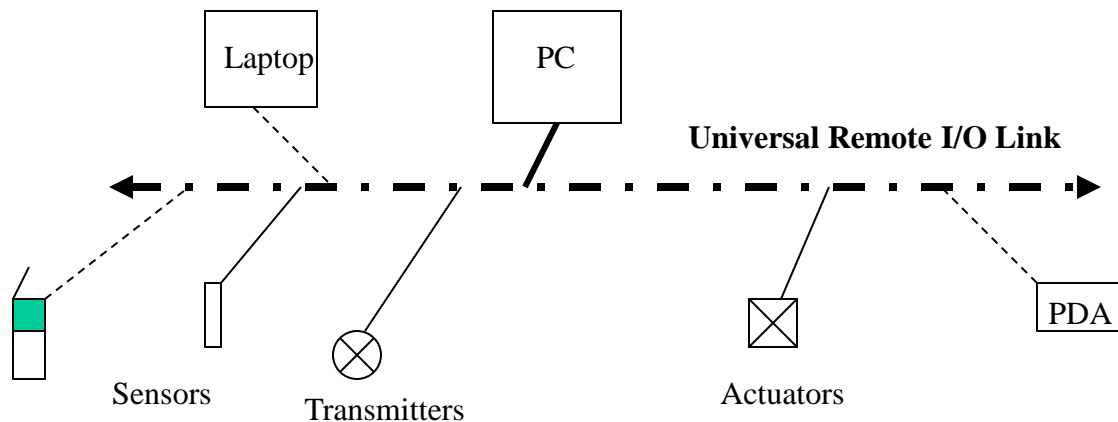 Laptop
PC
Universal Remote I/O Link
PDA
Sensors
Transmitters
Actuators